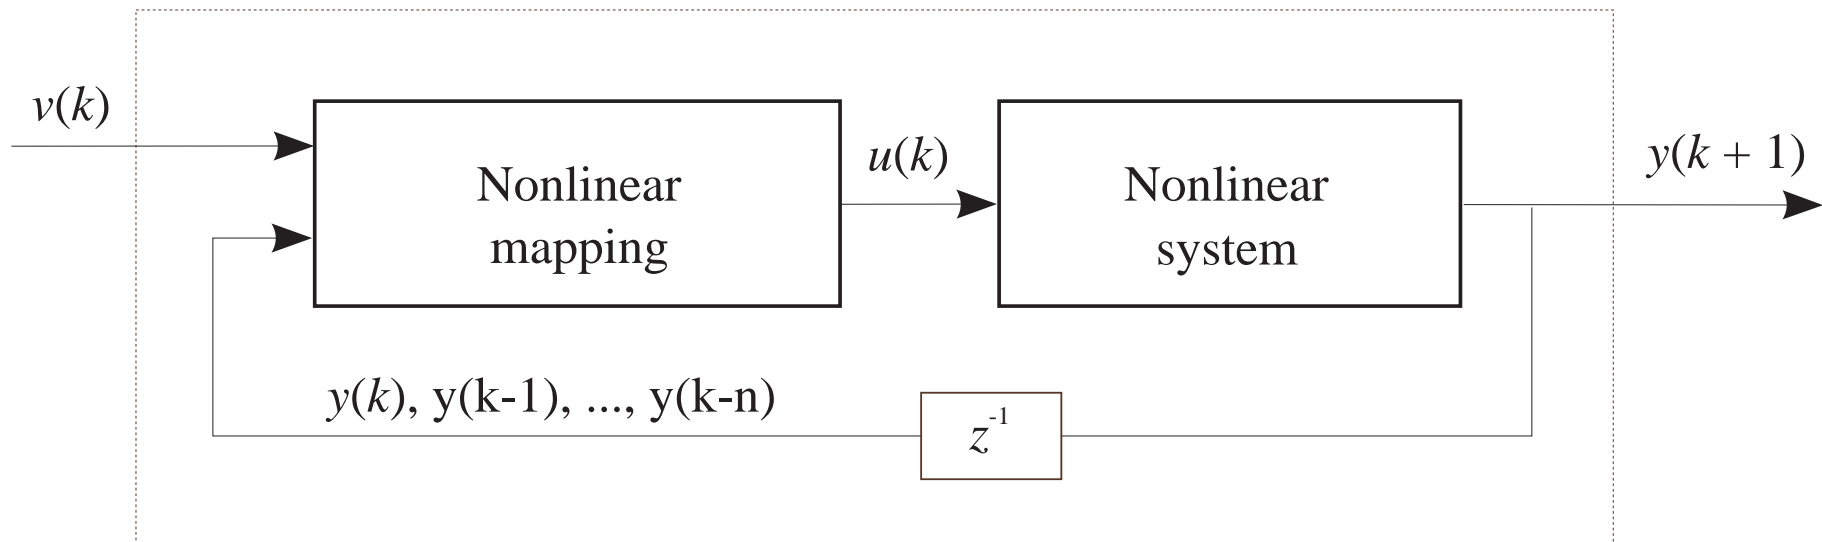 v(k)
Nonlinear
mapping
u(k)
Nonlinear
system
y(k + 1)
y(k), y(k-1), ..., y(k-n)
z⁻¹